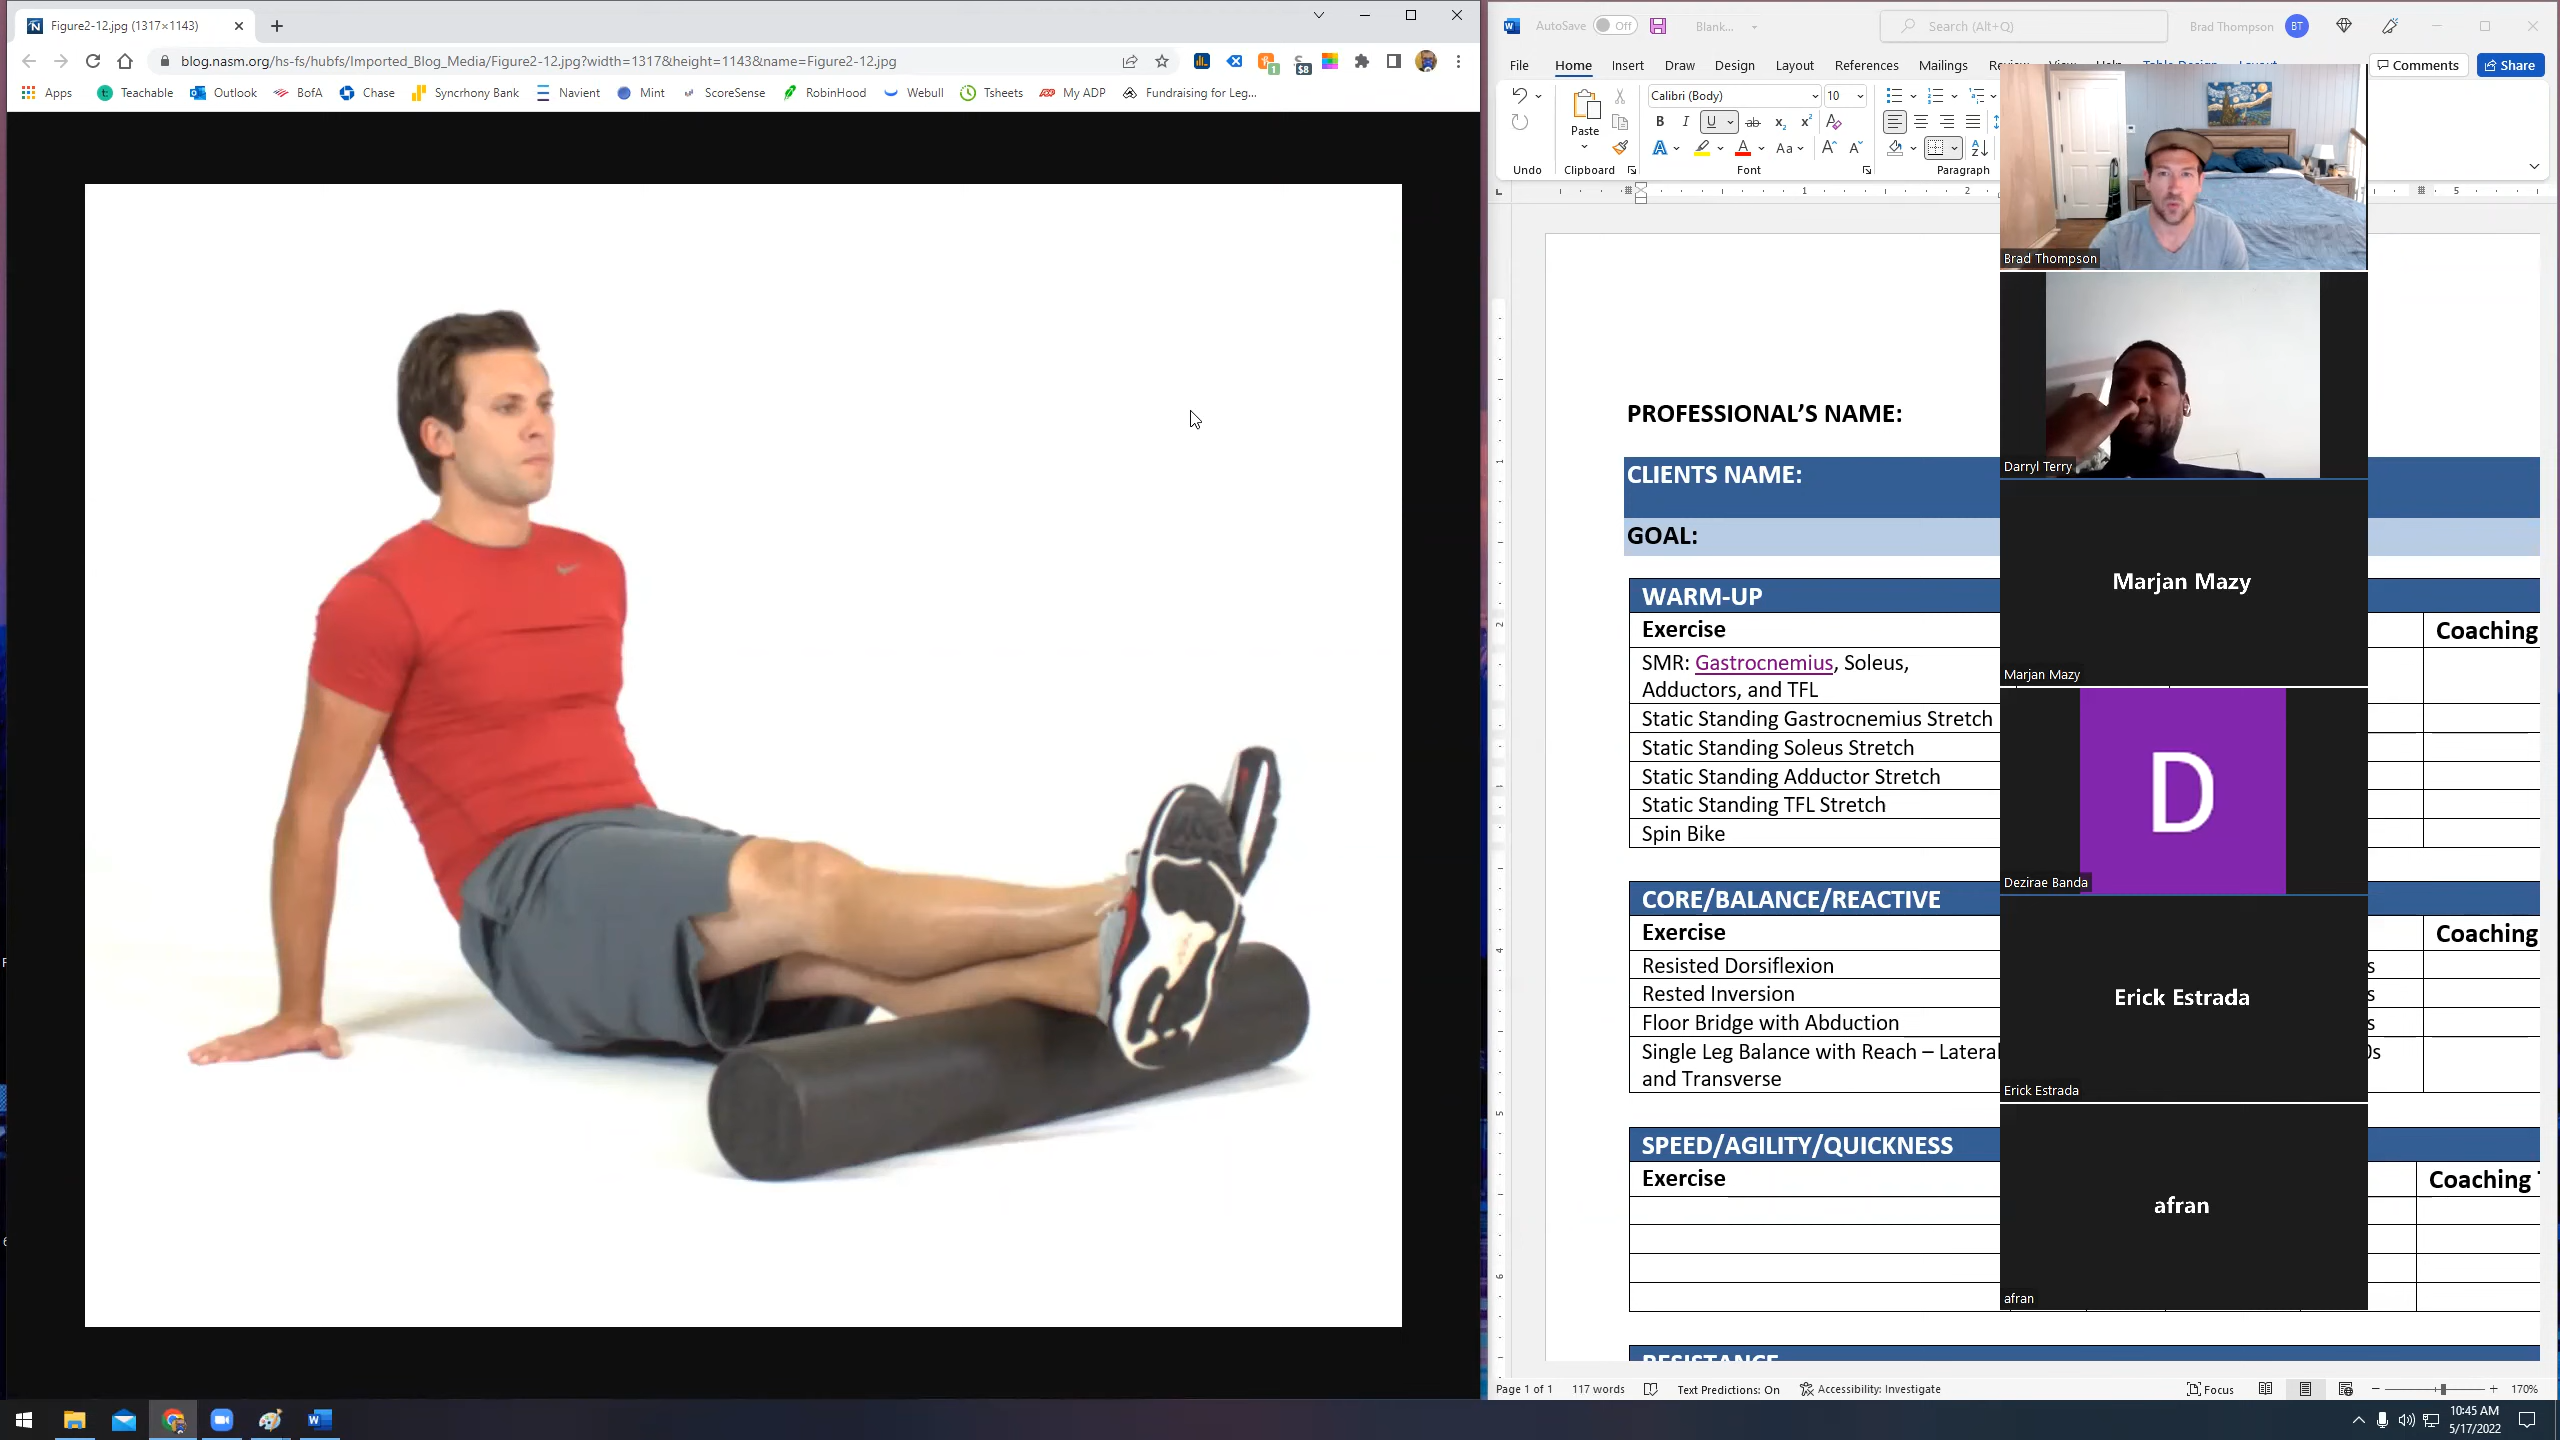 Figure2-12.jpg (1317×1143)
blog.nasm.org/hs-fs/hubfs/Imported_Blog_Media/Figure2-12.jpg?width=1317&height=1143&name=Figure2-12.jpg
1
$8
Apps Teachable Outlook BofA Chase Syncrhony Bank Navient Mint ScoreSense RobinHood Webull Tsheets My ADP Fundraising for Leg...
AutoSave Off Blank... Search (Alt+Q) Brad Thompson BT
File Home Insert Draw Design Layout References Mailings Comments Share
Calibri (Body) 10
Paste
Undo Clipboard Font Paragraph
Brad Thompson
Darryl Terry
Marjan Mazy
Marjan Mazy
D
Dezirae Banda
Erick Estrada
Erick Estrada
afran
afran
PROFESSIONAL’S NAME:
CLIENTS NAME:
GOAL:
WARM-UP
Exercise Coaching
SMR: Gastrocnemius, Soleus,
Adductors, and TFL
Static Standing Gastrocnemius Stretch
Static Standing Soleus Stretch
Static Standing Adductor Stretch
Static Standing TFL Stretch
Spin Bike
CORE/BALANCE/REACTIVE
Exercise Coaching
Resisted Dorsiflexion s
Rested Inversion s
Floor Bridge with Abduction s
Single Leg Balance with Reach – Lateral 0s
and Transverse
SPEED/AGILITY/QUICKNESS
Exercise Coaching
RESISTANCE
Page 1 of 1 117 words Text Predictions: On Accessibility: Investigate Focus 170%
10:45 AM
5/17/2022